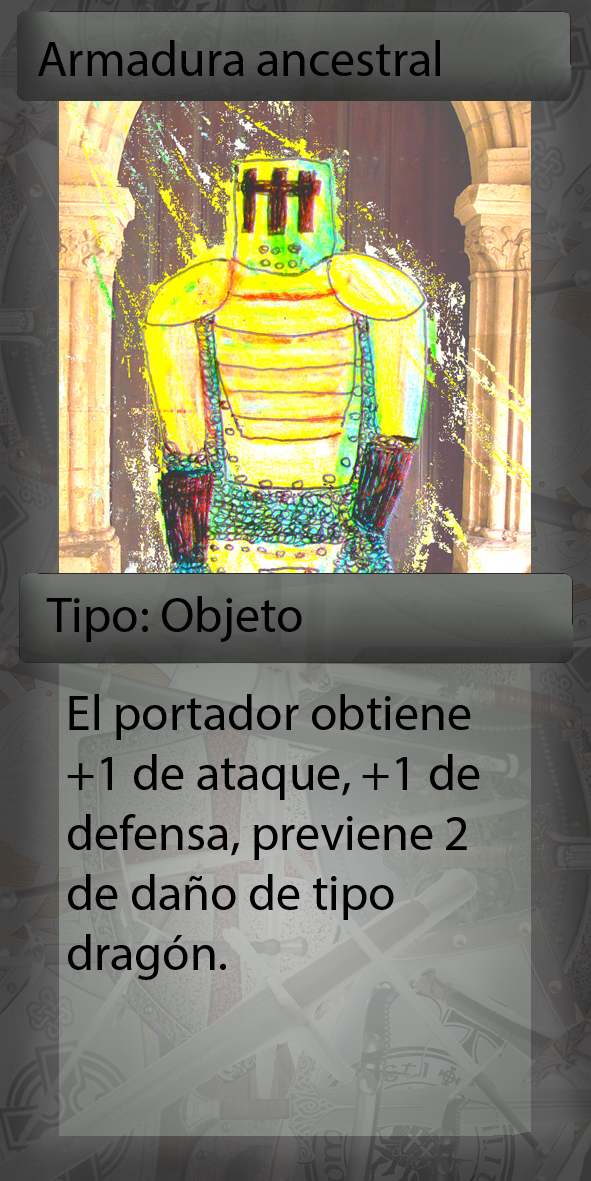 Armadura ancestral
Tipo: Objeto
El portador obtiene
+1 de ataque, +1 de
defensa, previene 2
de daño de tipo
dragón.